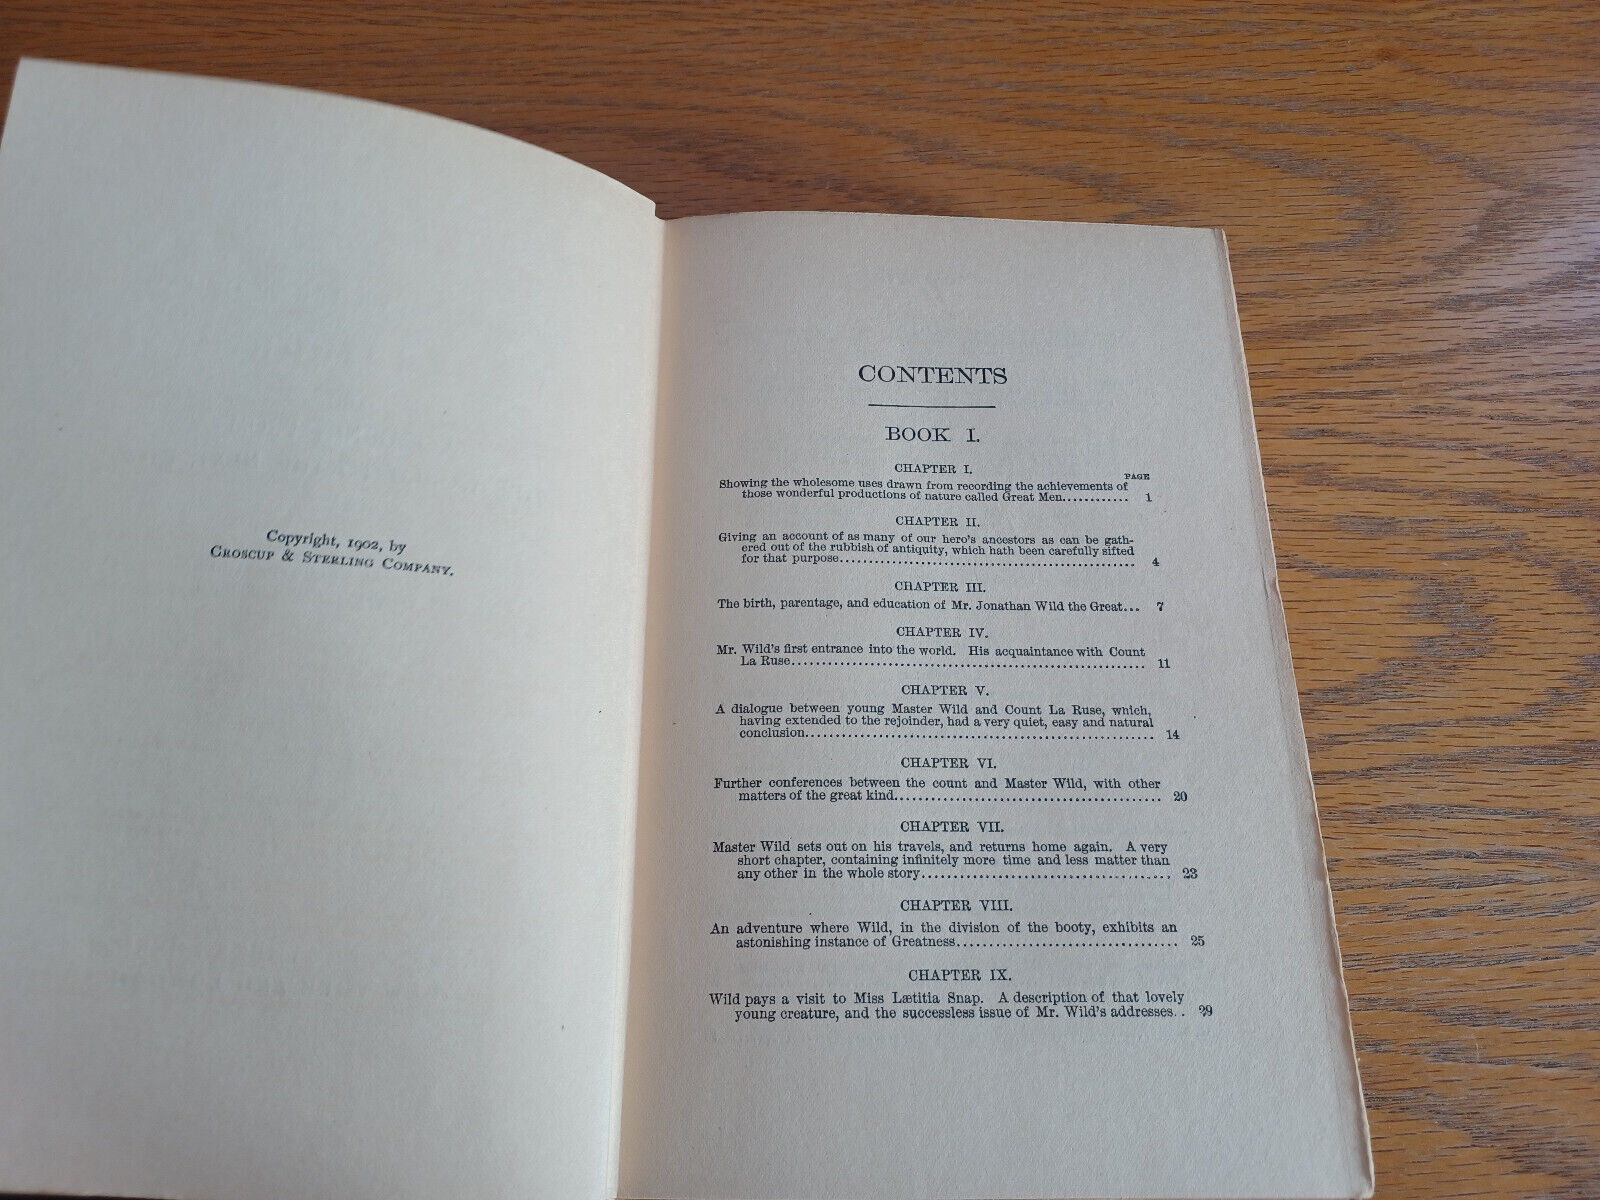 Copyright, 1902, by
CROSCUP & STERLING COMPANY.
CONTENTS
BOOK I.
CHAPTER I.
PAGE
Showing the wholesome uses drawn from recording the achievements of
those wonderful productions of nature called Great Men............ 1
CHAPTER II.
Giving an account of as many of our hero's ancestors as can be gath-
ered out of the rubbish of antiquity, which hath been carefully sifted
for that purpose............................................... 4
CHAPTER III.
The birth, parentage, and education of Mr. Jonathan Wild the Great... 7
CHAPTER IV.
Mr. Wild's first entrance into the world. His acquaintance with Count
La Ruse....................................................... 11
CHAPTER V.
A dialogue between young Master Wild and Count La Ruse, which,
having extended to the rejoinder, had a very quiet, easy and natural
conclusion..................................................... 14
CHAPTER VI.
Further conferences between the count and Master Wild, with other
matters of the great kind......................................... 20
CHAPTER VII.
Master Wild sets out on his travels, and returns home again. A very
short chapter, containing infinitely more time and less matter than
any other in the whole story..................................... 23
CHAPTER VIII.
An adventure where Wild, in the division of the booty, exhibits an
astonishing instance of Greatness................................. 25
CHAPTER IX.
Wild pays a visit to Miss Lætitia Snap. A description of that lovely
young creature, and the successless issue of Mr. Wild's addresses.. 29